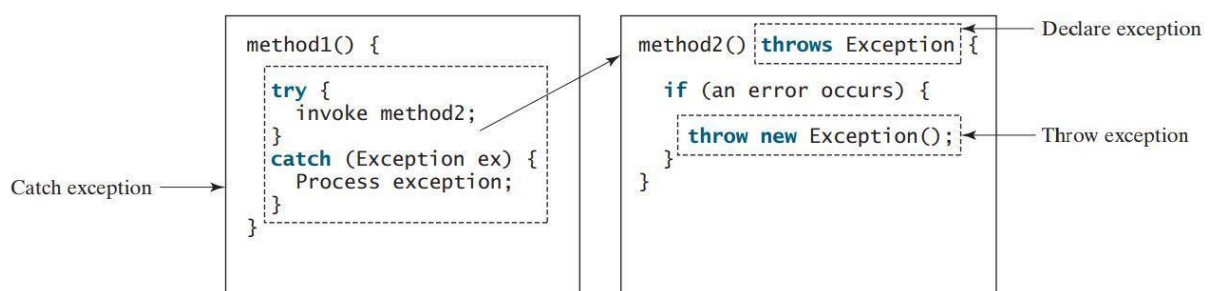 method1() {
try {
invoke method2;
}
catch (Exception ex) {
Process exception;
}
}
Catch exception
method2() throws Exception {
if (an error occurs) {
throw new Exception();
}
}
Declare exception
Throw exception